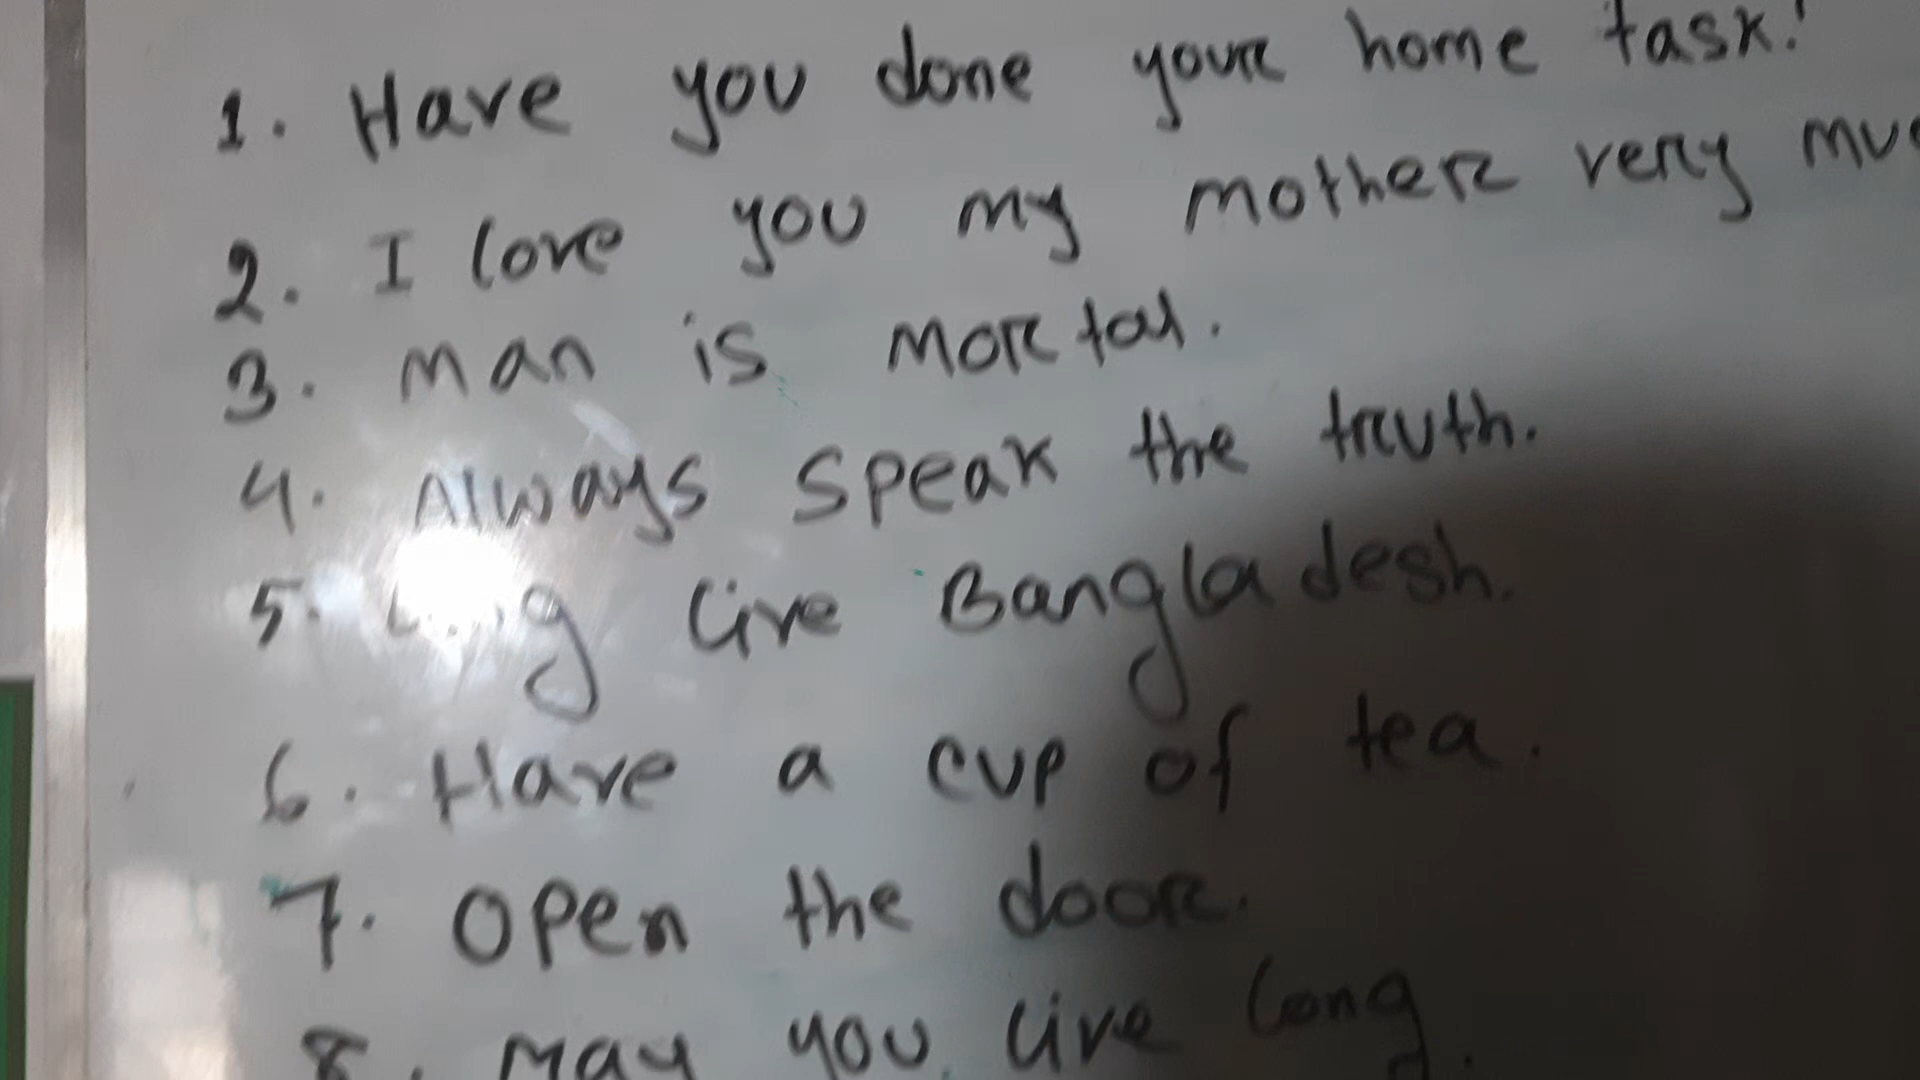 1. Have you done your home task?
2. I love you my mother very
3. man is mortal.
4. Always speak the truth.
5. Long live Bangladesh.
6. Have a cup of tea.
7. Open the door.
8. May you live long.